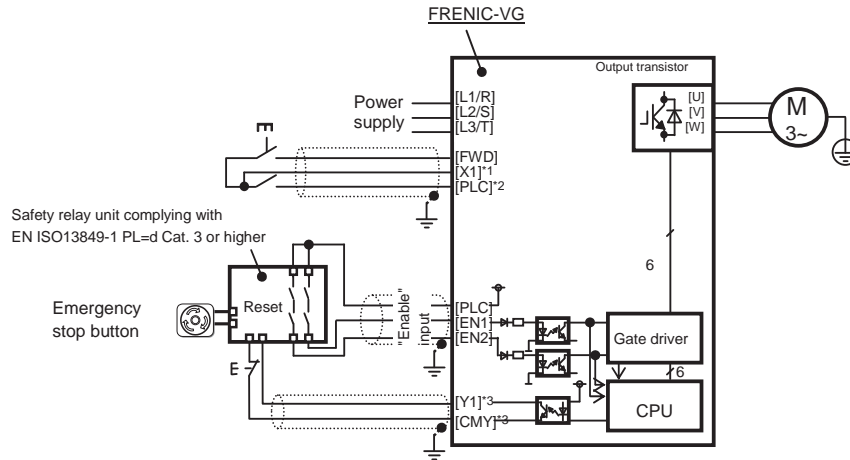 FRENIC-VG
Output transistor
Power
supply
[L1/R]
[L2/S]
[L3/T]
[U]
[V]
[W]
M
3~
[FWD]
[X1]*1
[PLC]*2
Safety relay unit complying with
EN ISO13849-1 PL=d Cat. 3 or higher
6
Reset
Emergency
stop button
"Enable"
input
[PLC]
[EN1]
[EN2]
Gate driver
6
[Y1]*3
[CMY]*3
CPU